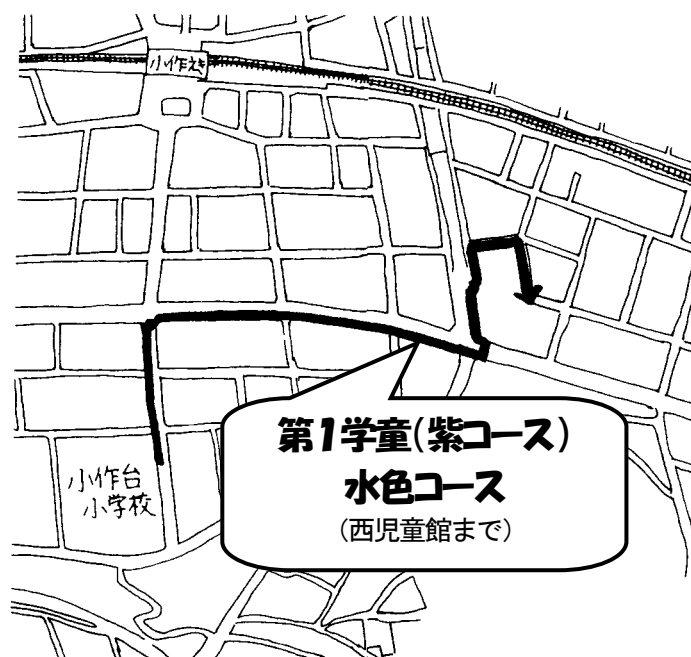 小作えき
第1学童(紫コース)
水色コース
(西児童館まで)
小作台
小学校